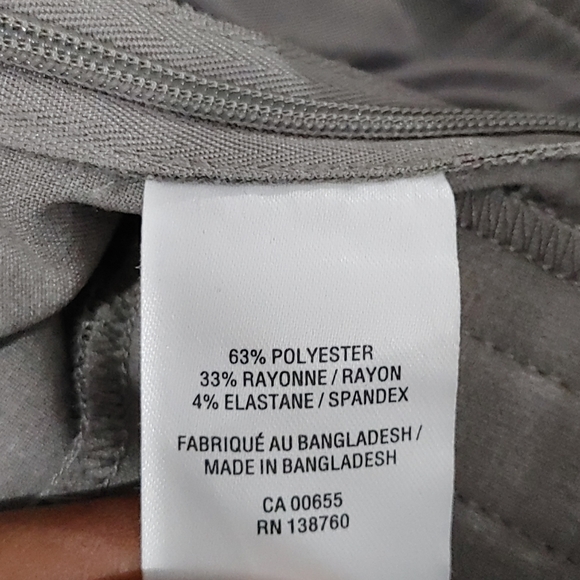 63% POLYESTER
33% RAYONNE / RAYON
4% ELASTANE / SPANDEX
FABRIQUÉ AU BANGLADESH /
MADE IN BANGLADESH
CA 00655
RN 138760